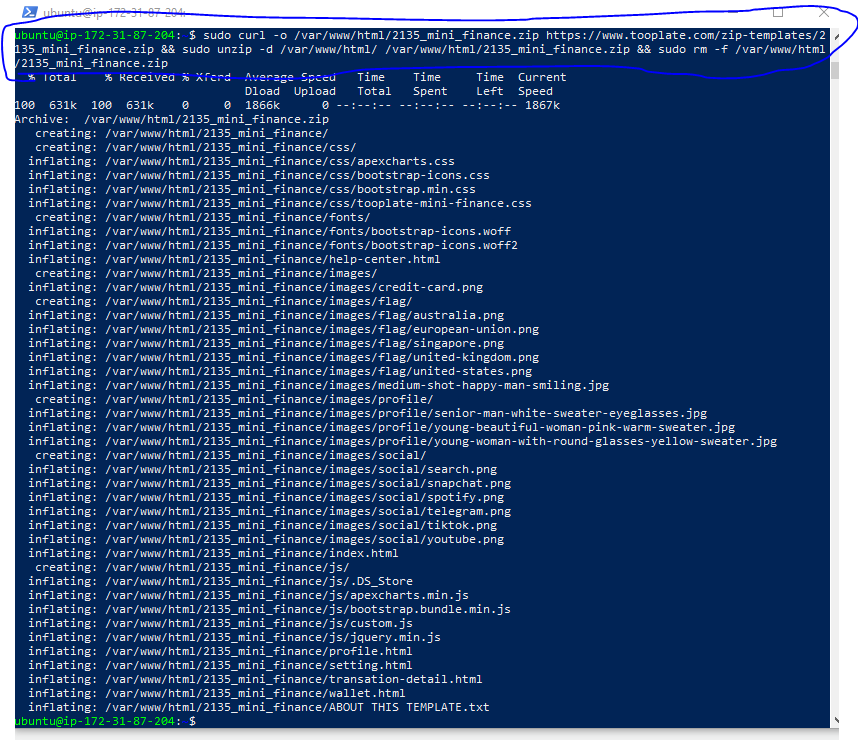 ubuntu@ip-172-31-87-204:
ubuntu@ip-172-31-87-204: $ sudo curl -o /var/www/html/2135_mini_finance.zip https://www.tooplate.com/zip-templates/2
135_mini_finance.zip && sudo unzip -d /var/www/html/ /var/www/html/2135_mini_finance.zip && sudo rm -f /var/www/html
/2135_mini_finance.zip
% Total % Received % Xferd Average Speed Time Time Time Current
Dload Upload Total Spent Left Speed
100 631k 100 631k 0 0 1866k 0 --:--:-- --:--:-- --:--:-- 1867k
Archive: /var/www/html/2135_mini_finance.zip
creating: /var/www/html/2135_mini_finance/
creating: /var/www/html/2135_mini_finance/css/
inflating: /var/www/html/2135_mini_finance/css/apexcharts.css
inflating: /var/www/html/2135_mini_finance/css/bootstrap-icons.css
inflating: /var/www/html/2135_mini_finance/css/bootstrap.min.css
inflating: /var/www/html/2135_mini_finance/css/tooplate-mini-finance.css
creating: /var/www/html/2135_mini_finance/fonts/
inflating: /var/www/html/2135_mini_finance/fonts/bootstrap-icons.woff
inflating: /var/www/html/2135_mini_finance/fonts/bootstrap-icons.woff2
inflating: /var/www/html/2135_mini_finance/help-center.html
creating: /var/www/html/2135_mini_finance/images/
inflating: /var/www/html/2135_mini_finance/images/credit-card.png
creating: /var/www/html/2135_mini_finance/images/flag/
inflating: /var/www/html/2135_mini_finance/images/flag/australia.png
inflating: /var/www/html/2135_mini_finance/images/flag/european-union.png
inflating: /var/www/html/2135_mini_finance/images/flag/singapore.png
inflating: /var/www/html/2135_mini_finance/images/flag/united-kingdom.png
inflating: /var/www/html/2135_mini_finance/images/flag/united-states.png
inflating: /var/www/html/2135_mini_finance/images/medium-shot-happy-man-smiling.jpg
creating: /var/www/html/2135_mini_finance/images/profile/
inflating: /var/www/html/2135_mini_finance/images/profile/senior-man-white-sweater-eyeglasses.jpg
inflating: /var/www/html/2135_mini_finance/images/profile/young-beautiful-woman-pink-warm-sweater.jpg
inflating: /var/www/html/2135_mini_finance/images/profile/young-woman-with-round-glasses-yellow-sweater.jpg
creating: /var/www/html/2135_mini_finance/images/social/
inflating: /var/www/html/2135_mini_finance/images/social/search.png
inflating: /var/www/html/2135_mini_finance/images/social/snapchat.png
inflating: /var/www/html/2135_mini_finance/images/social/spotify.png
inflating: /var/www/html/2135_mini_finance/images/social/telegram.png
inflating: /var/www/html/2135_mini_finance/images/social/tiktok.png
inflating: /var/www/html/2135_mini_finance/images/social/youtube.png
inflating: /var/www/html/2135_mini_finance/index.html
creating: /var/www/html/2135_mini_finance/js/
inflating: /var/www/html/2135_mini_finance/js/.DS_Store
inflating: /var/www/html/2135_mini_finance/js/apexcharts.min.js
inflating: /var/www/html/2135_mini_finance/js/bootstrap.bundle.min.js
inflating: /var/www/html/2135_mini_finance/js/custom.js
inflating: /var/www/html/2135_mini_finance/js/jquery.min.js
inflating: /var/www/html/2135_mini_finance/profile.html
inflating: /var/www/html/2135_mini_finance/setting.html
inflating: /var/www/html/2135_mini_finance/transation-detail.html
inflating: /var/www/html/2135_mini_finance/wallet.html
inflating: /var/www/html/2135_mini_finance/ABOUT THIS TEMPLATE.txt
ubuntu@ip-172-31-87-204: $